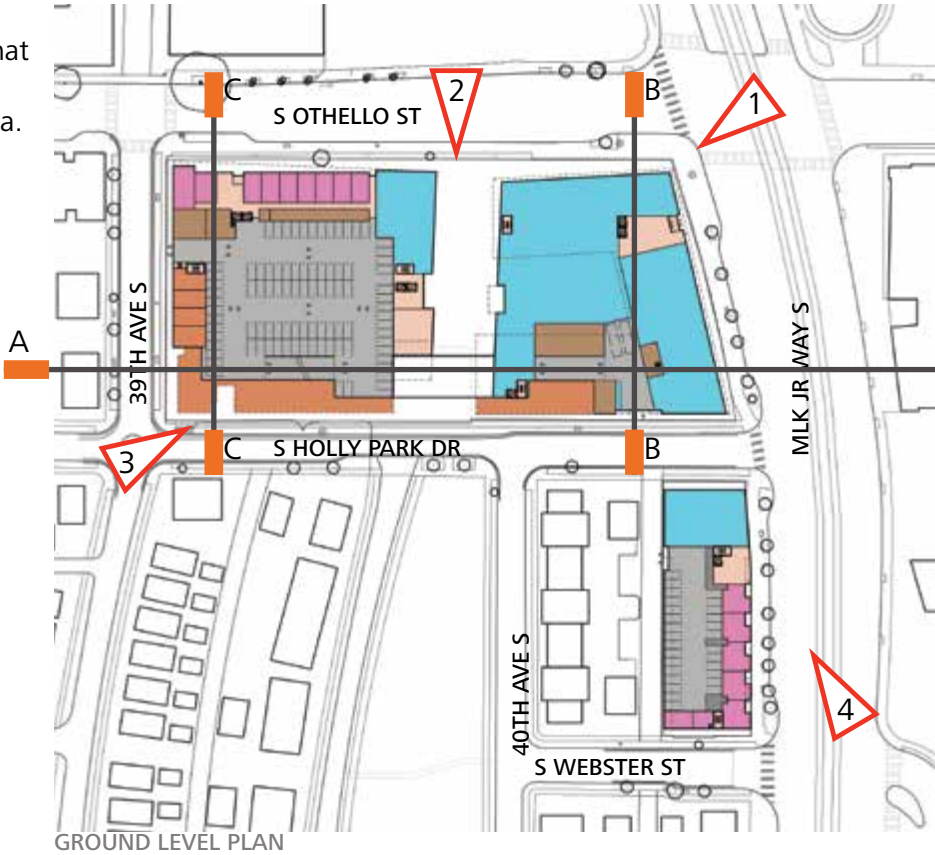 hat
a.
C
2
B
1
S OTHELLO ST
A
39TH AVE S
MLK JR WAY S
3
C
S HOLLY PARK DR
B
40TH AVE S
4
S WEBSTER ST
GROUND LEVEL PLAN